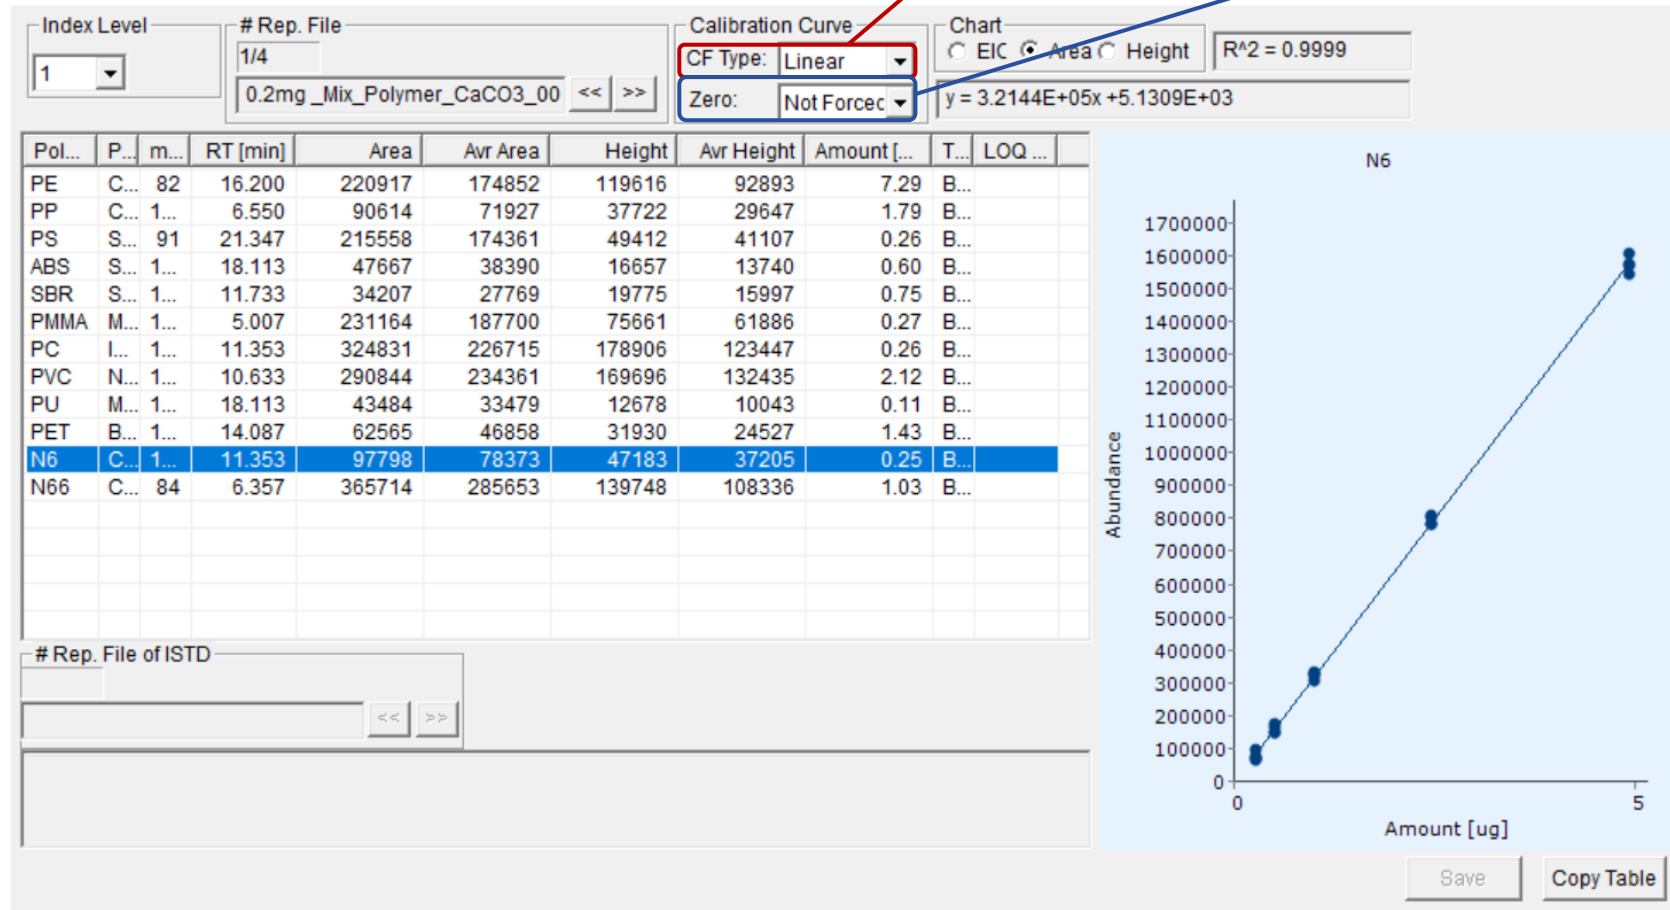 Index Level
1
# Rep. File
1/4
0.2mg _Mix_Polymer_CaCO3_00 << >>
Calibration Curve
CF Type: Linear
Zero: Not Forced
Chart
EIC Area Height
R^2 = 0.9999
y = 3.2144E+05x +5.1309E+03
Pol... P... m... RT [min] Area Avr Area Height Avr Height Amount [... T... LOQ ...
PE C... 82 16.200 220917 174852 119616 92893 7.29 B...
PP C... 1... 6.550 90614 71927 37722 29647 1.79 B...
PS S... 91 21.347 215558 174361 49412 41107 0.26 B...
ABS S... 1... 18.113 47667 38390 16657 13740 0.60 B...
SBR S... 1... 11.733 34207 27769 19775 15997 0.75 B...
PMMA M... 1... 5.007 231164 187700 75661 61886 0.27 B...
PC I... 1... 11.353 324831 226715 178906 123447 0.26 B...
PVC N... 1... 10.633 290844 234361 169696 132435 2.12 B...
PU M... 1... 18.113 43484 33479 12678 10043 0.11 B...
PET B... 1... 14.087 62565 46858 31930 24527 1.43 B...
N6 C... 1... 11.353 97798 78373 47183 37205 0.25 B...
N66 C... 84 6.357 365714 285653 139748 108336 1.03 B...
# Rep. File of ISTD
<< >>
N6
1700000
1600000
1500000
1400000
1300000
1200000
1100000
1000000
900000
800000
700000
600000
500000
400000
300000
200000
100000
0
Abundance
0 5
Amount [ug]
Save Copy Table